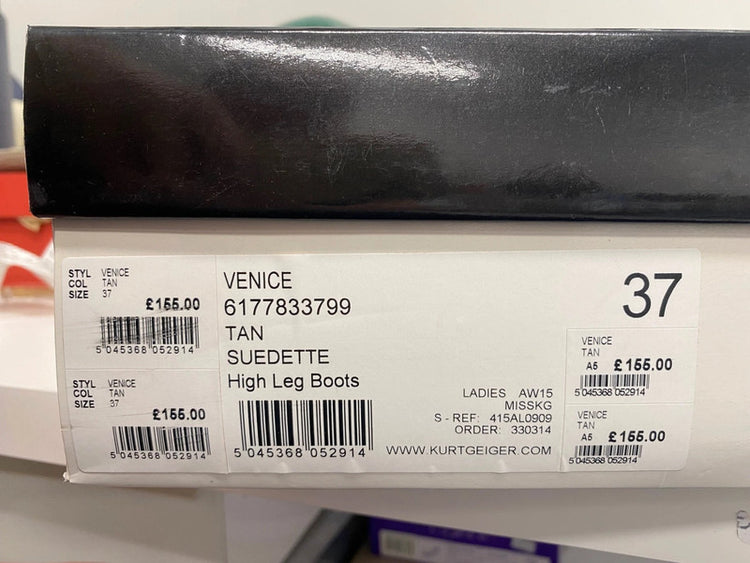 STYL VENICE
COL TAN
SIZE 37
£155.00
5 045368 052914
STYL VENICE
COL TAN
SIZE 37
£155.00
5 045368 052914
VENICE
6177833799
TAN
SUEDETTE
High Leg Boots
5 045368 052914
37
LADIES AW15
MISSKG
S - REF: 415AL0909
ORDER: 330314
WWW.KURTGEIGER.COM
VENICE
TAN
A5 £155.00
5 045368 052914
VENICE
TAN
A5 £155.00
5 045368 052914